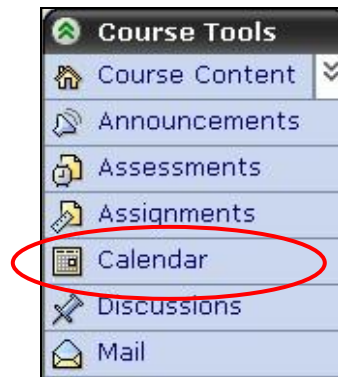 Course Tools
Course Content
Announcements
Assessments
Assignments
Calendar
Discussions
Mail